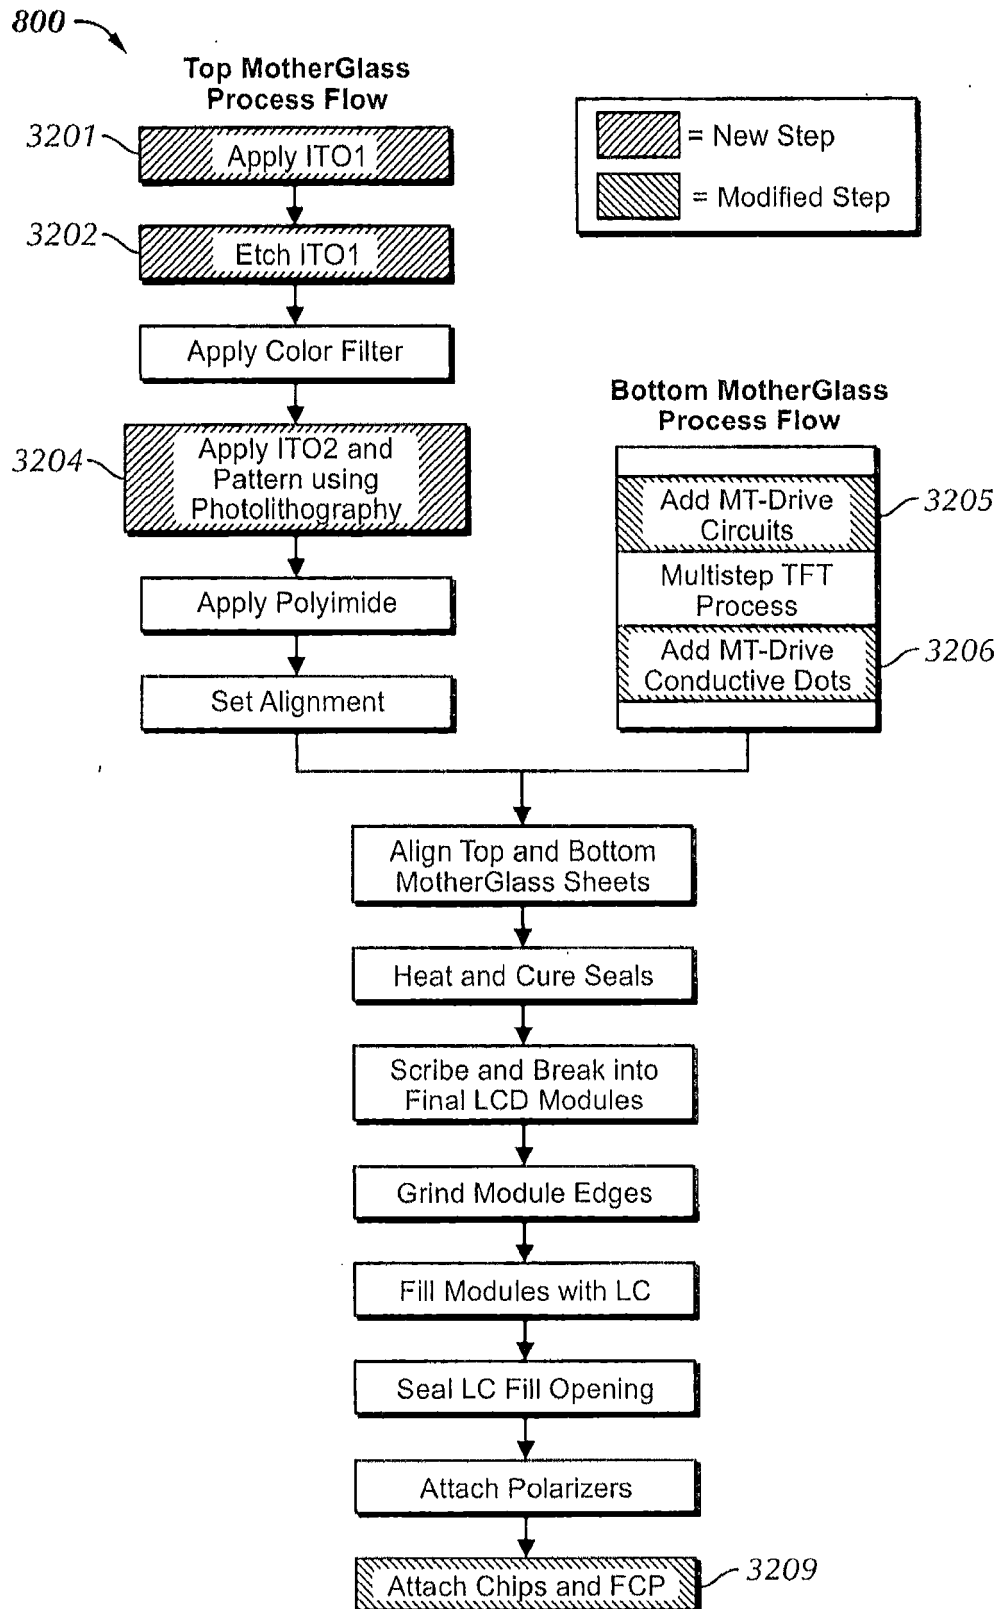 800
Top MotherGlass
Process Flow
3201
Apply ITO1
3202
Etch ITO1
Apply Color Filter
3204
Apply ITO2 and
Pattern using
Photolithography
Apply Polyimide
Set Alignment
= New Step
= Modified Step
Bottom MotherGlass
Process Flow
Add MT-Drive
Circuits
3205
Multistep TFT
Process
Add MT-Drive
Conductive Dots
3206
Align Top and Bottom
MotherGlass Sheets
Heat and Cure Seals
Scribe and Break into
Final LCD Modules
Grind Module Edges
Fill Modules with LC
Seal LC Fill Opening
Attach Polarizers
Attach Chips and FCP
3209